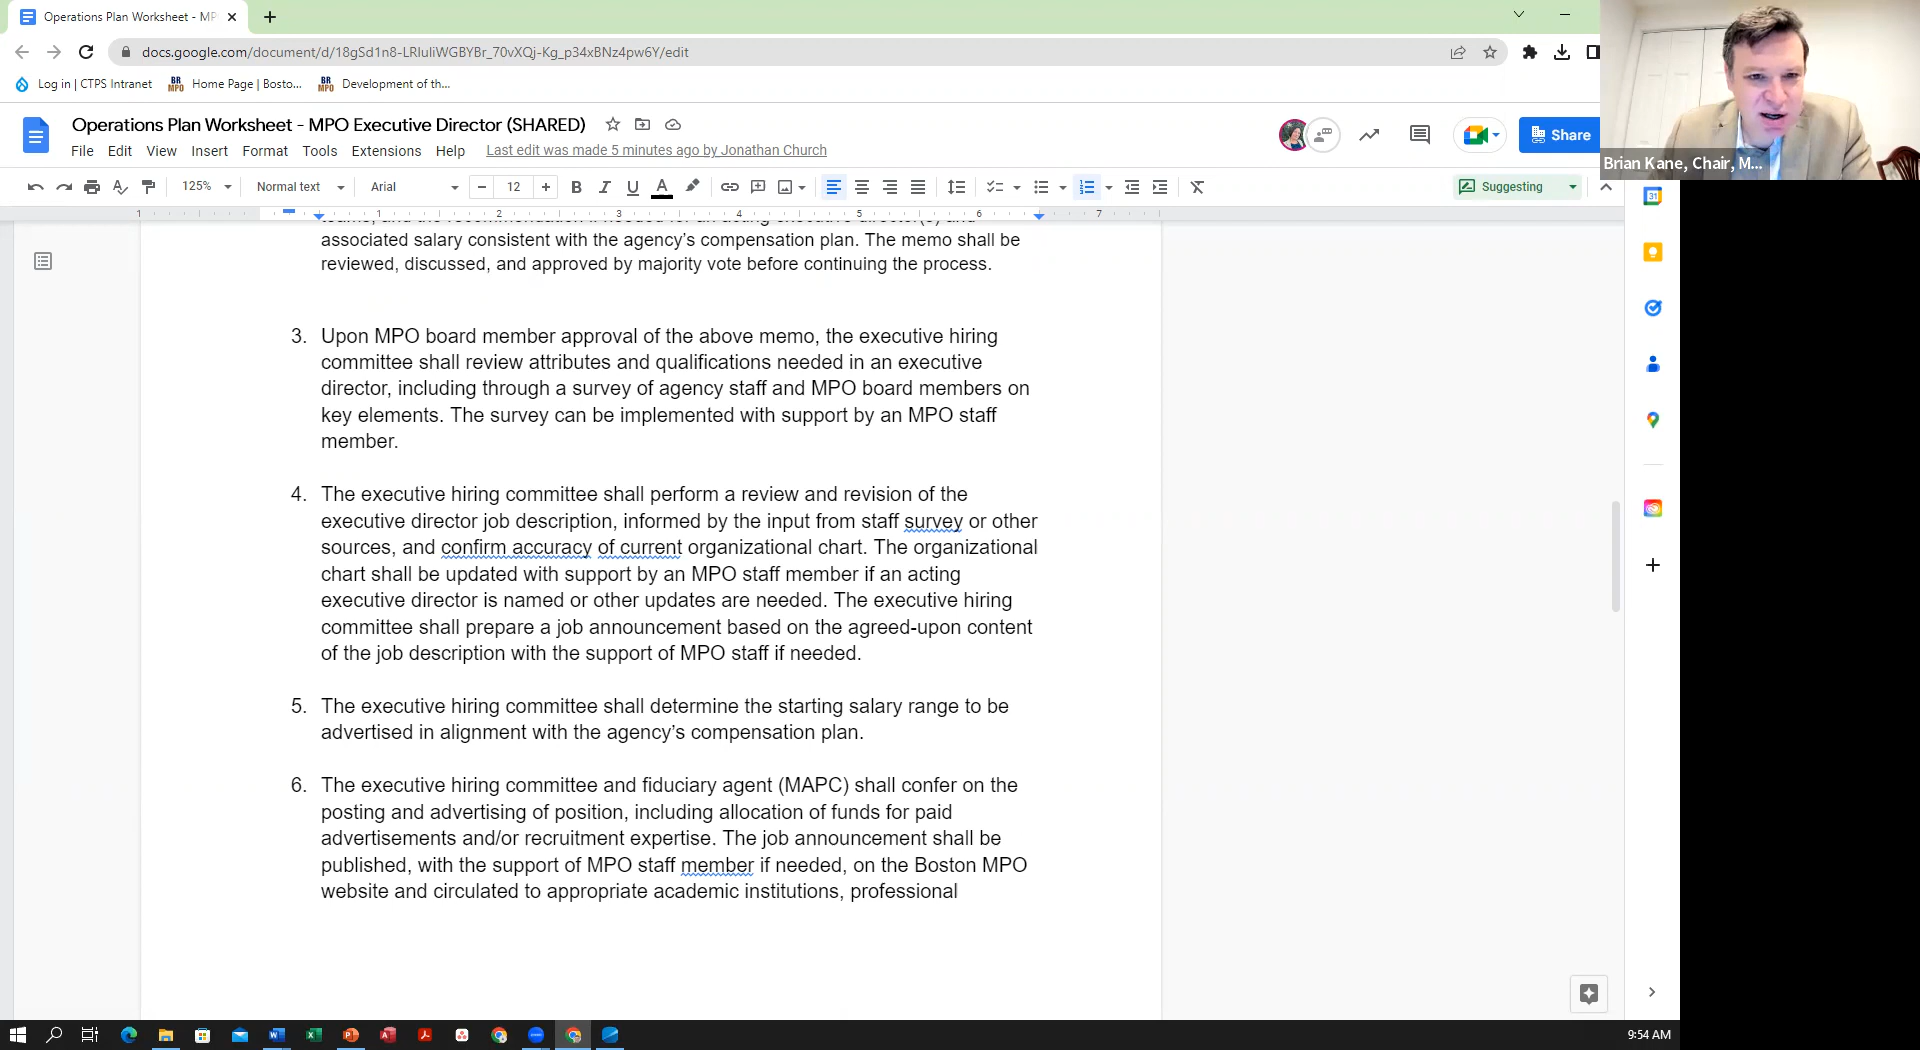 Operations Plan Worksheet - MP
docs.google.com/document/d/18gSd1n8-LRIuliWGBYBr_70vXQj-Kg_p34xBNz4pw6Y/edit
Log in | CTPS Intranet
BR MPO Home Page | Bosto...
BR MPO Development of th...
Operations Plan Worksheet - MPO Executive Director (SHARED)
Share
Brian Kane, Chair, M...
File Edit View Insert Format Tools Extensions Help Last edit was made 5 minutes ago by Jonathan Church
125% Normal text Arial 12 B I U A Suggesting
1 1 2 3 4 5 6 7
31
associated salary consistent with the agency's compensation plan. The memo shall be
reviewed, discussed, and approved by majority vote before continuing the process.
3. Upon MPO board member approval of the above memo, the executive hiring
committee shall review attributes and qualifications needed in an executive
director, including through a survey of agency staff and MPO board members on
key elements. The survey can be implemented with support by an MPO staff
member.
4. The executive hiring committee shall perform a review and revision of the
executive director job description, informed by the input from staff survey or other
sources, and confirm accuracy of current organizational chart. The organizational
chart shall be updated with support by an MPO staff member if an acting
executive director is named or other updates are needed. The executive hiring
committee shall prepare a job announcement based on the agreed-upon content
of the job description with the support of MPO staff if needed.
5. The executive hiring committee shall determine the starting salary range to be
advertised in alignment with the agency's compensation plan.
6. The executive hiring committee and fiduciary agent (MAPC) shall confer on the
posting and advertising of position, including allocation of funds for paid
advertisements and/or recruitment expertise. The job announcement shall be
published, with the support of MPO staff member if needed, on the Boston MPO
website and circulated to appropriate academic institutions, professional
9:54 AM